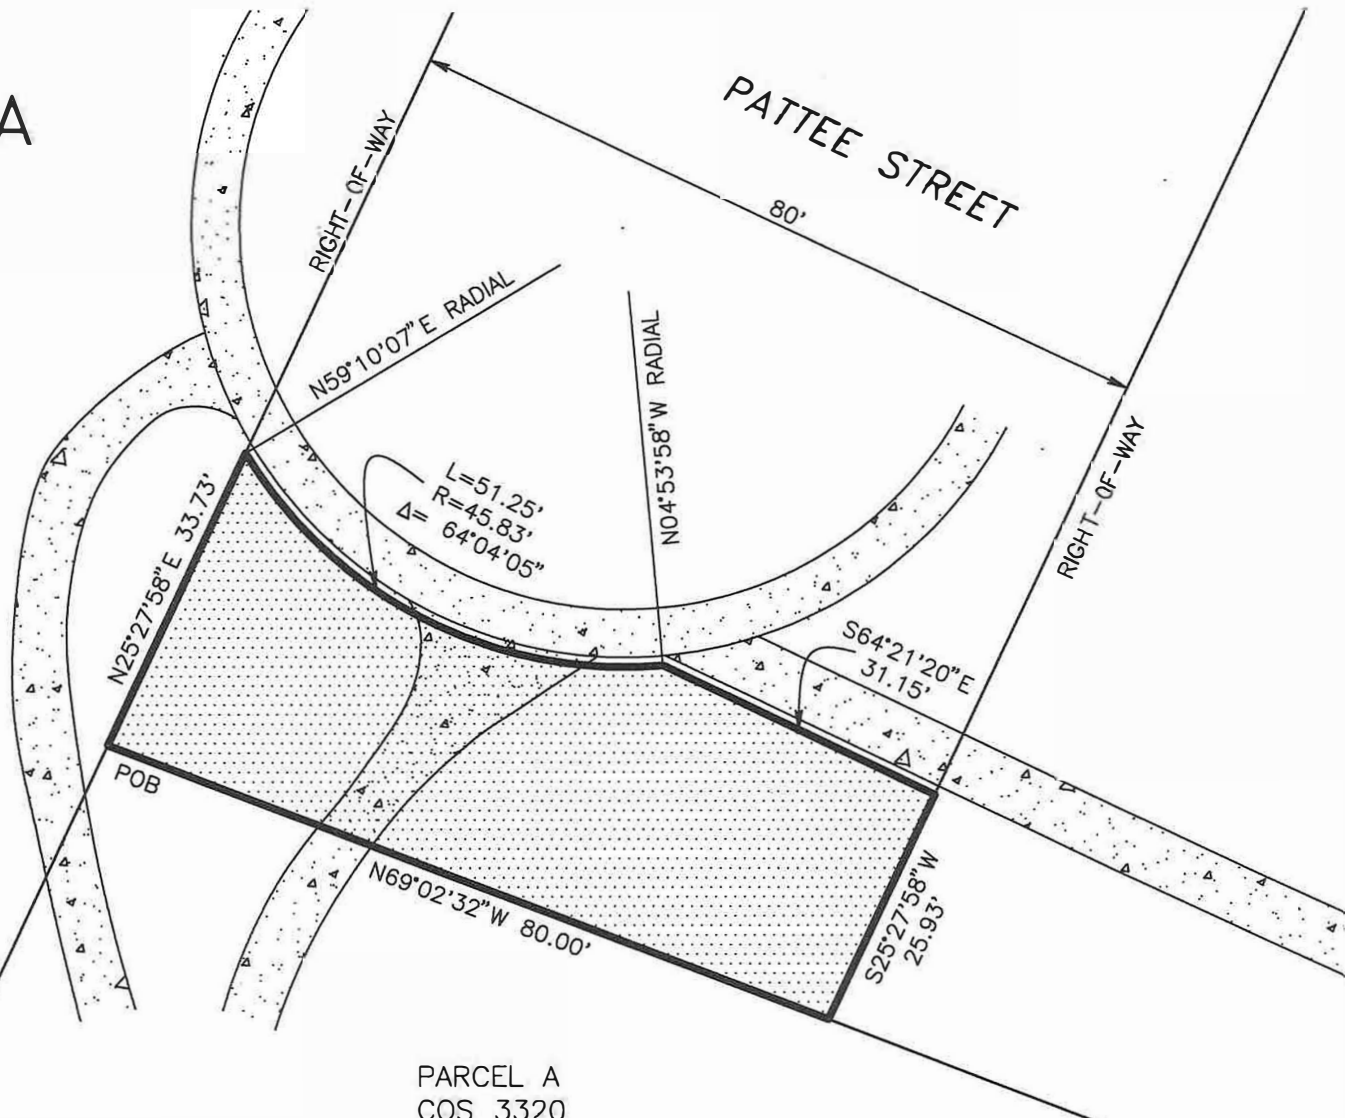 A
PATTEE STREET
80'
RIGHT-OF-WAY
N59°10'07"E RADIAL
N04°53'58"W RADIAL
RIGHT-OF-WAY
L=51.25'
R=45.83'
Δ= 64°04'05"
N25°27'58"E 33.73'
S64°21'20"E
31.15'
POB
N69°02'32"W 80.00'
S25°27'58"W
25.93'
PARCEL A
COS 3320